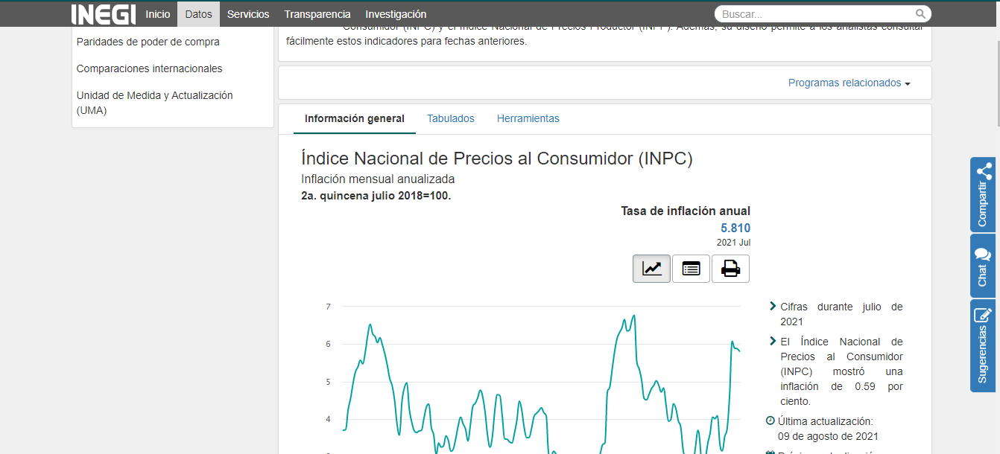 INEGI Inicio Datos Servicios Transparencia Investigación Buscar...
Paridades de poder de compra
Comparaciones internacionales
Unidad de Medida y Actualización
(UMA)
Consumidor (INPC) y el Índice Nacional de Precios Productor (INPP). Además, su diseño permite a los analistas consultar
fácilmente estos indicadores para fechas anteriores.
Programas relacionados
Información general Tabulados Herramientas
Índice Nacional de Precios al Consumidor (INPC)
Inflación mensual anualizada
2a. quincena julio 2018=100.
Tasa de inflación anual
5.810
2021 Jul
7
6
5
4
3
Cifras durante julio de
2021
El Índice Nacional de
Precios al Consumidor
(INPC) mostró una
inflación de 0.59 por
ciento.
Última actualización:
09 de agosto de 2021
Compartir
Chat
Sugerencias